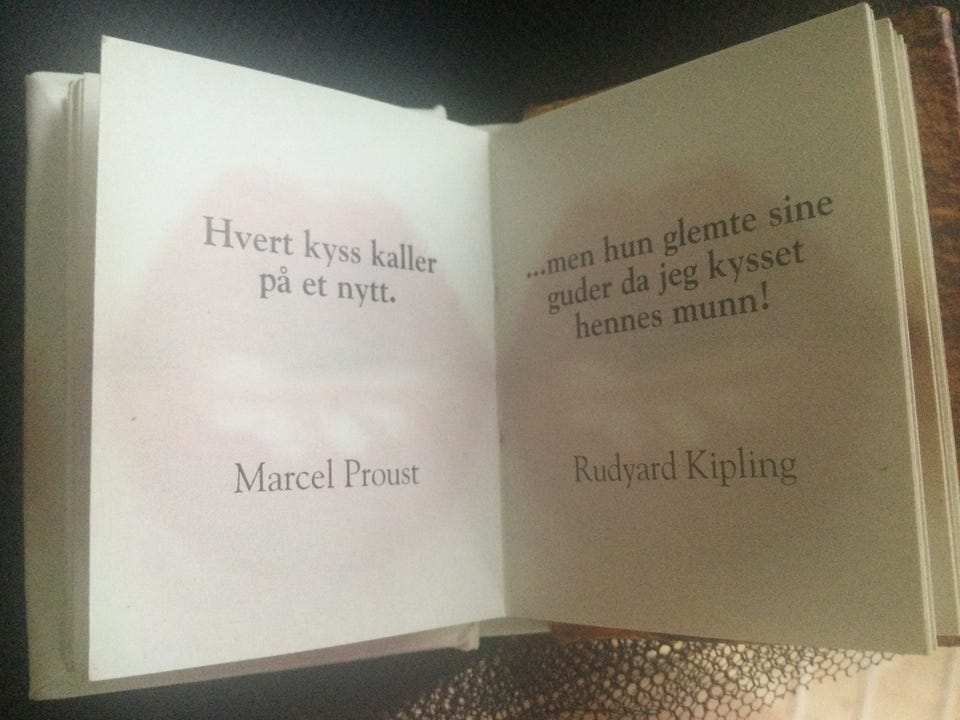 Hvert kyss kaller
på et nytt.
Marcel Proust
...men hun glemte sine
guder da jeg kysset
hennes munn!
Rudyard Kipling